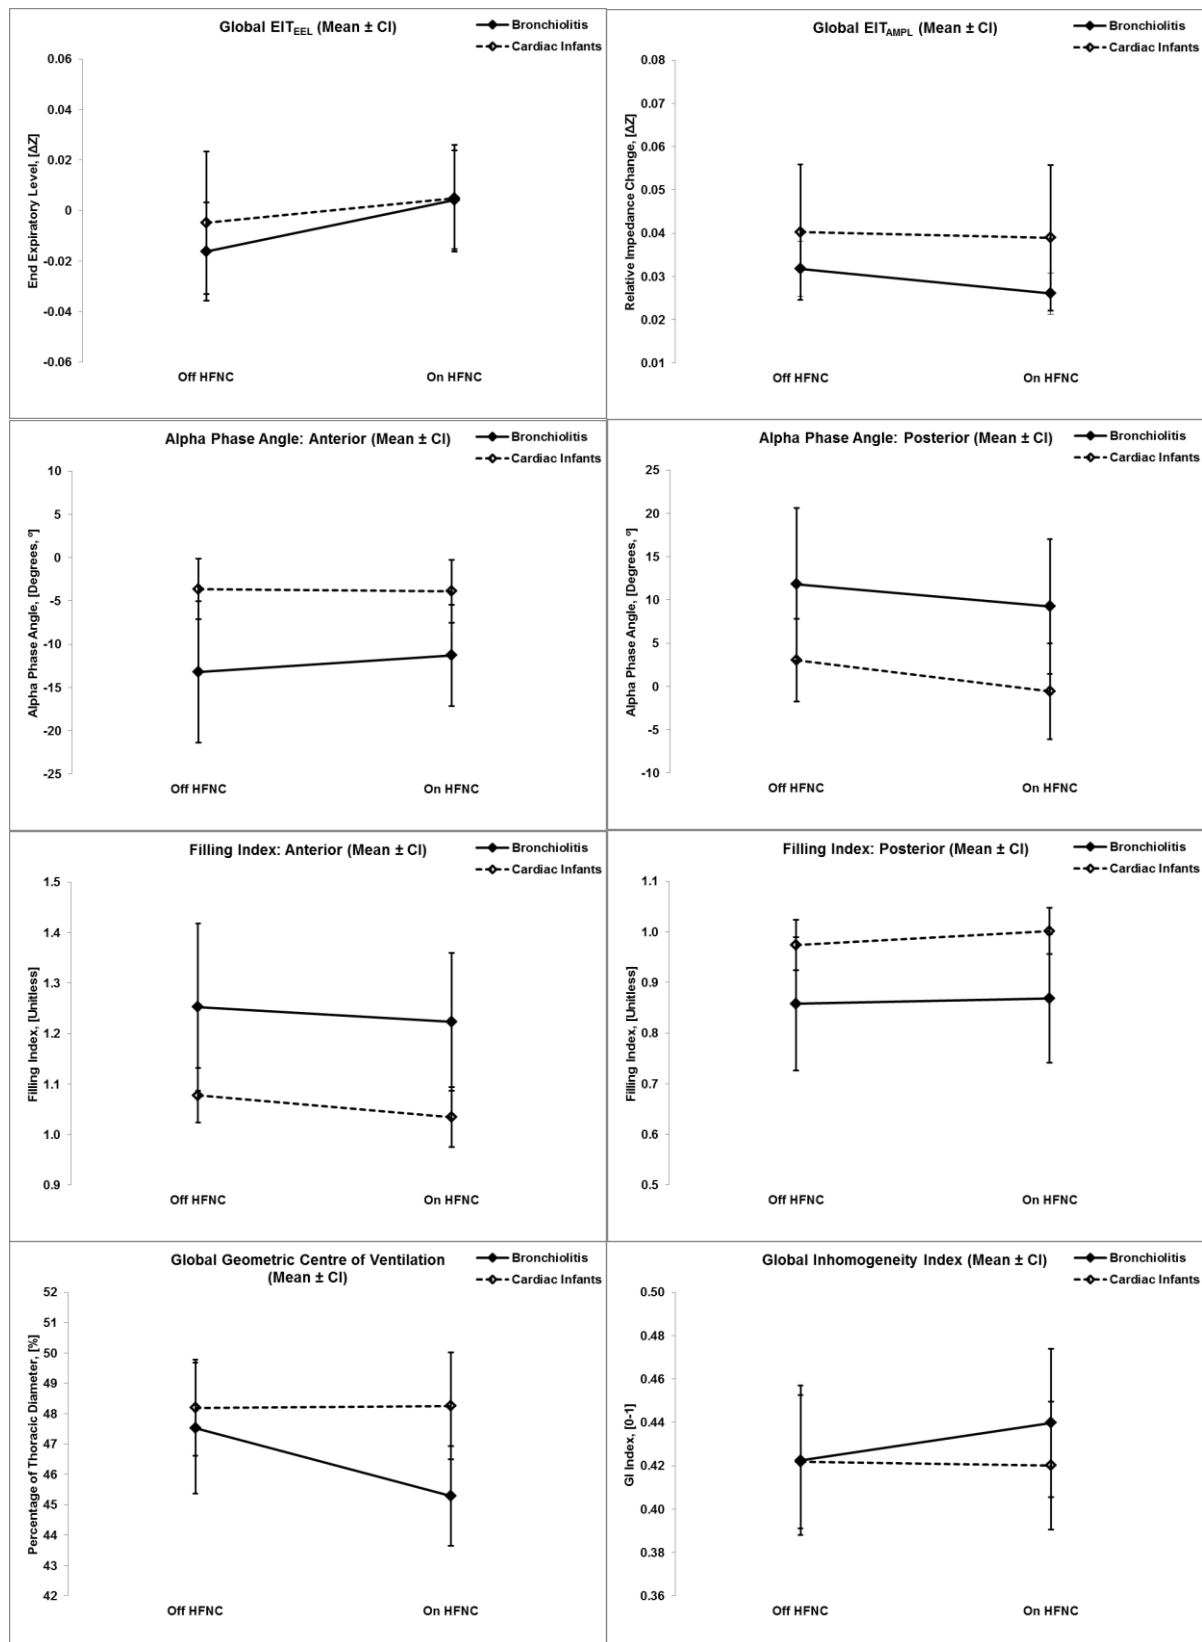 Global EIT_EEL (Mean ± CI)
Bronchiolitis
Cardiac Infants
End Expiratory Level, [ΔZ]
0.06
0.04
0.02
0
-0.02
-0.04
-0.06
Off HFNC
On HFNC
Global EIT_AMPL (Mean ± CI)
Bronchiolitis
Cardiac Infants
Relative Impedance Change, [ΔZ]
0.08
0.07
0.06
0.05
0.04
0.03
0.02
0.01
Off HFNC
On HFNC
Alpha Phase Angle: Anterior (Mean ± CI)
Bronchiolitis
Cardiac Infants
Alpha Phase Angle, [Degrees, º]
10
5
0
-5
-10
-15
-20
-25
Off HFNC
On HFNC
Alpha Phase Angle: Posterior (Mean ± CI)
Bronchiolitis
Cardiac Infants
Alpha Phase Angle, [Degrees, º]
25
20
15
10
5
0
-5
-10
Off HFNC
On HFNC
Filling Index: Anterior (Mean ± CI)
Bronchiolitis
Cardiac Infants
Filling Index, [Unitless]
1.5
1.4
1.3
1.2
1.1
1.0
0.9
Off HFNC
On HFNC
Filling Index: Posterior (Mean ± CI)
Bronchiolitis
Cardiac Infants
Filling Index, [Unitless]
1.1
1.0
0.9
0.8
0.7
0.6
0.5
Off HFNC
On HFNC
Global Geometric Centre of Ventilation
(Mean ± CI)
Bronchiolitis
Cardiac Infants
Percentage of Thoracic Diameter, [%]
52
51
50
49
48
47
46
45
44
43
42
Off HFNC
On HFNC
Global Inhomogeneity Index (Mean ± CI)
Bronchiolitis
Cardiac Infants
GI Index, [0-1]
0.50
0.48
0.46
0.44
0.42
0.40
0.38
0.36
Off HFNC
On HFNC